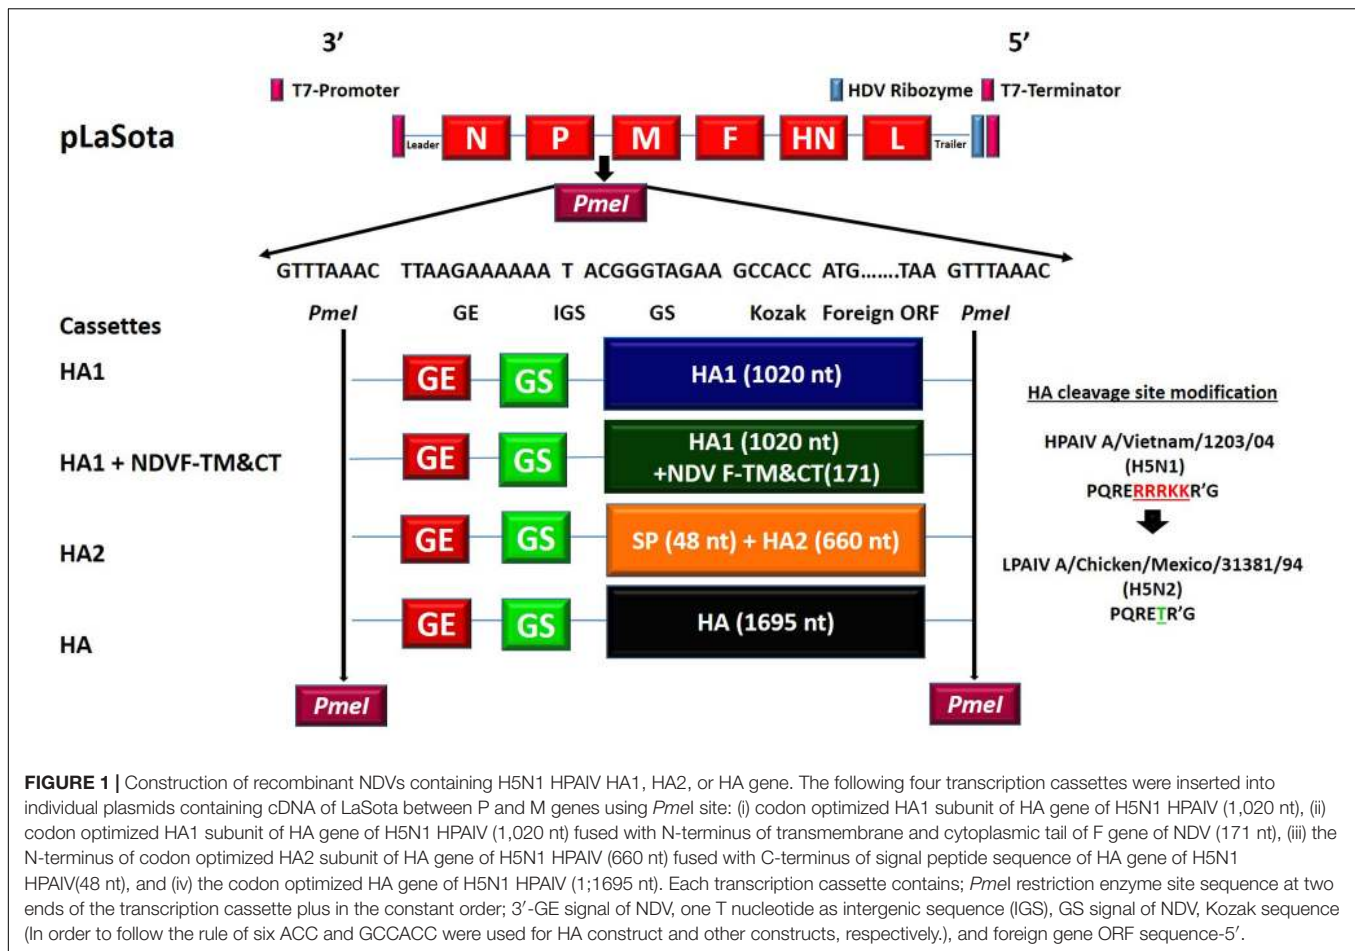 3′ 5′
T7-Promoter HDV Ribozyme T7-Terminator
pLaSota Leader N P M F HN L Trailer
PmeI
GTTTAAAC TTAAGAAAAAA T ACGGGTAGAA GCCACC ATG.......TAA GTTTAAAC
PmeI GE IGS GS Kozak Foreign ORF PmeI
Cassettes
HA1 GE GS HA1 (1020 nt)
HA1 + NDVF-TM&CT GE GS HA1 (1020 nt)
+NDV F-TM&CT(171)
HA2 GE GS SP (48 nt) + HA2 (660 nt)
HA GE GS HA (1695 nt)
PmeI PmeI
HA cleavage site modification
HPAIV A/Vietnam/1203/04
(H5N1)
PQRERRRKKR’G
LPAIV A/Chicken/Mexico/31381/94
(H5N2)
PQRETR’G
FIGURE 1 | Construction of recombinant NDVs containing H5N1 HPAIV HA1, HA2, or HA gene. The following four transcription cassettes were inserted into
individual plasmids containing cDNA of LaSota between P and M genes using PmeI site: (i) codon optimized HA1 subunit of HA gene of H5N1 HPAIV (1,020 nt), (ii)
codon optimized HA1 subunit of HA gene of H5N1 HPAIV (1,020 nt) fused with N-terminus of transmembrane and cytoplasmic tail of F gene of NDV (171 nt), (iii) the
N-terminus of codon optimized HA2 subunit of HA gene of H5N1 HPAIV (660 nt) fused with C-terminus of signal peptide sequence of HA gene of H5N1
HPAIV(48 nt), and (iv) the codon optimized HA gene of H5N1 HPAIV (1;1695 nt). Each transcription cassette contains; PmeI restriction enzyme site sequence at two
ends of the transcription cassette plus in the constant order; 3′-GE signal of NDV, one T nucleotide as intergenic sequence (IGS), GS signal of NDV, Kozak sequence
(In order to follow the rule of six ACC and GCCACC were used for HA construct and other constructs, respectively.), and foreign gene ORF sequence-5′.